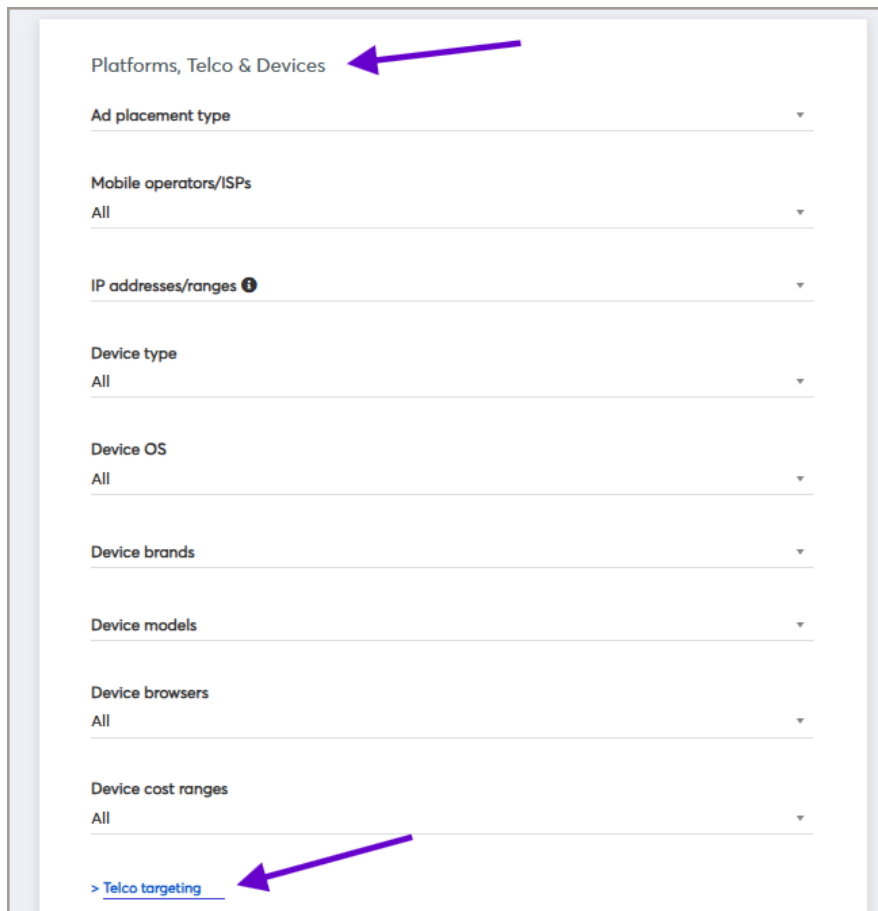 Platforms, Telco & Devices
Ad placement type
Mobile operators/ISPs
All
IP addresses/ranges
Device type
All
Device OS
All
Device brands
Device models
Device browsers
All
Device cost ranges
All
> Telco targeting